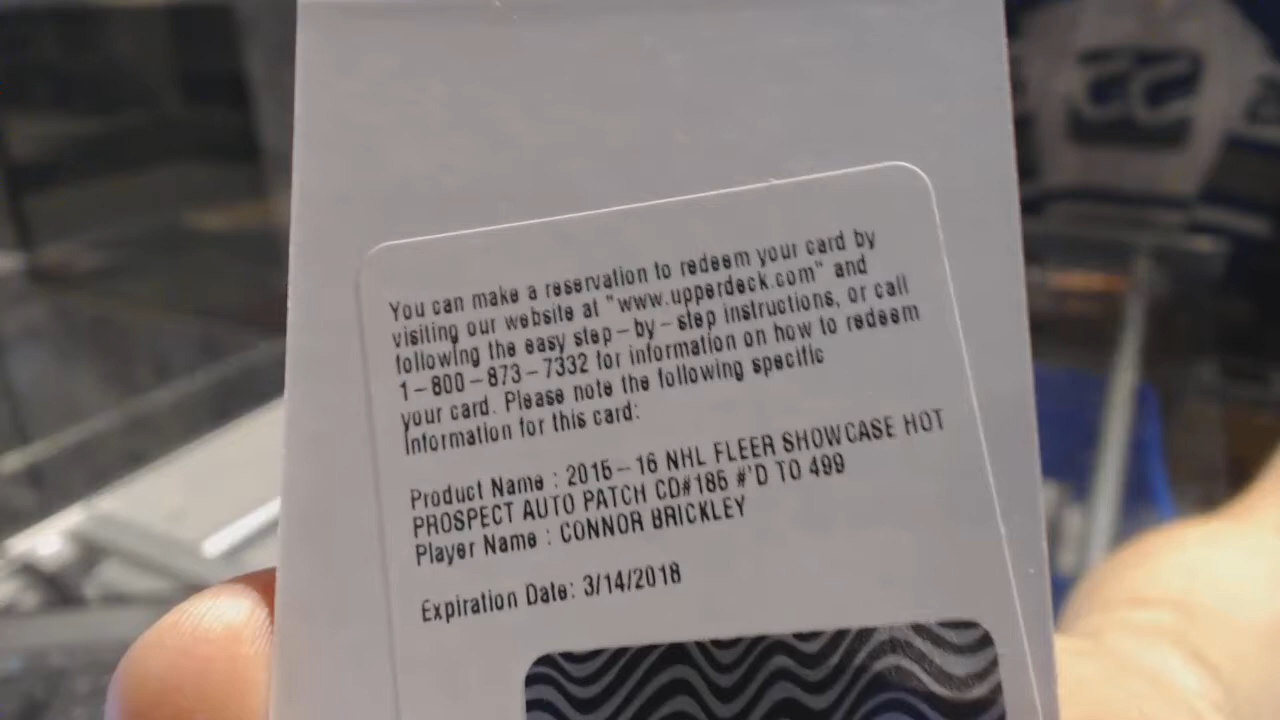 You can make a reservation to redeem your card by
visiting our website at "www.upperdeck.com" and
following the easy step-by-step instructions, or call
1-800-873-7332 for information on how to redeem
your card. Please note the following specific
information for this card:
Product Name : 2015-16 NHL FLEER SHOWCASE HOT
PROSPECT AUTO PATCH CD#185 #'D TO 499
Player Name : CONNOR BRICKLEY
Expiration Date: 3/14/2018